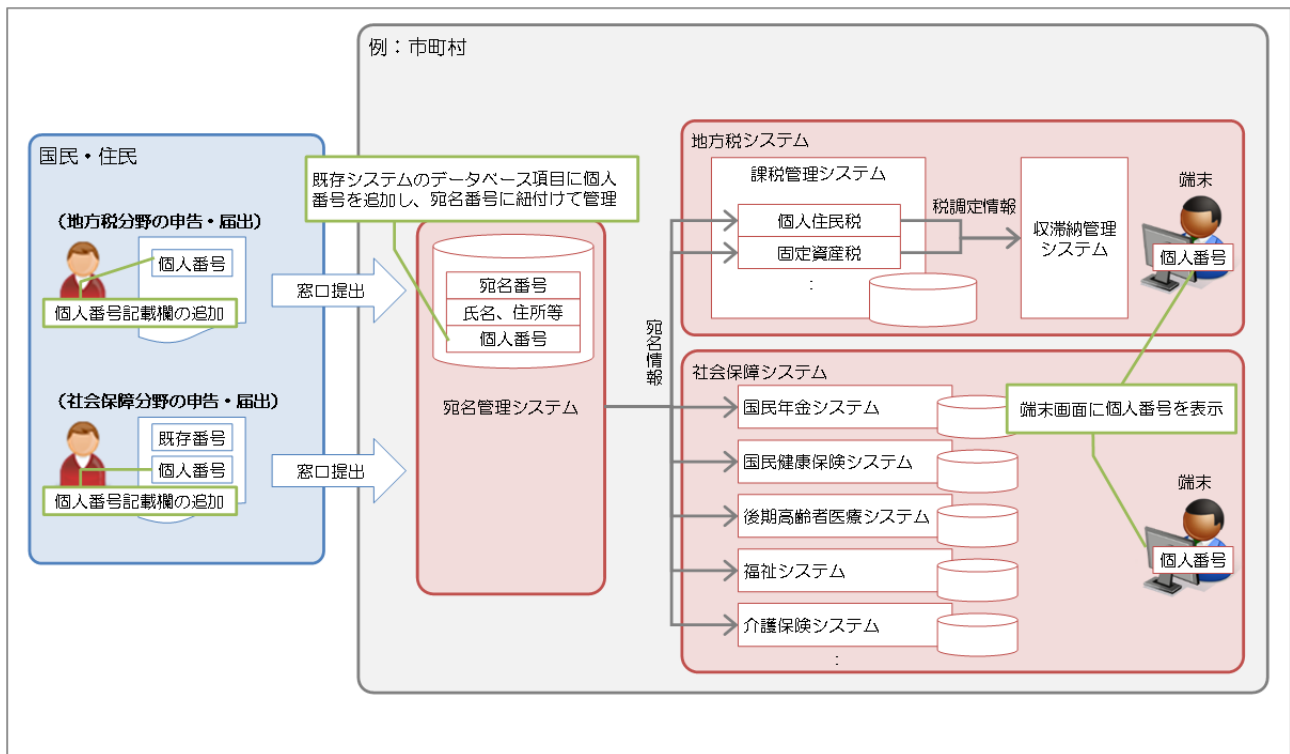 例：市町村
国民・住民
（地方税分野の申告・届出）
個人番号
個人番号記載欄の追加
窓口提出
（社会保障分野の申告・届出）
既存番号
個人番号
個人番号記載欄の追加
窓口提出
既存システムのデータベース項目に個人
番号を追加し、宛名番号に紐付けて管理
宛名番号
氏名、住所等
個人番号
宛名管理システム
宛名情報
地方税システム
課税管理システム
個人住民税
固定資産税
：
税調定情報
収滞納管理
システム
端末
個人番号
社会保障システム
国民年金システム
国民健康保険システム
後期高齢者医療システム
福祉システム
介護保険システム
：
端末画面に個人番号を表示
端末
個人番号